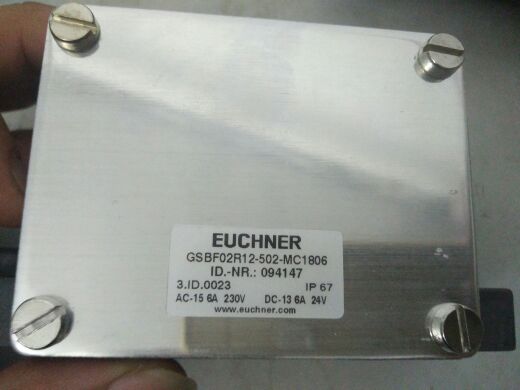 EUCHNER
GSBF02R12-502-MC1806
ID.-NR.: 094147
3.ID.0023 IP 67
AC-15 6A 230V DC-13 6A 24V
www.euchner.com